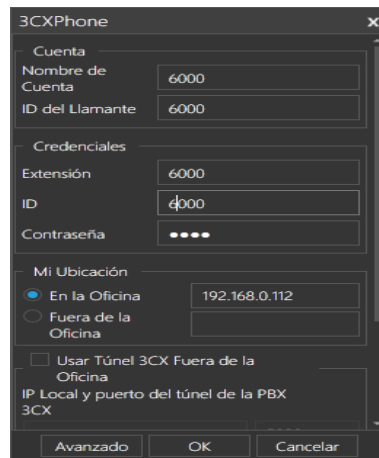 3CXPhone x
Cuenta
Nombre de
Cuenta
6000
ID del Llamante 6000
Credenciales
Extensión 6000
ID 6000
Contraseña ••••
Mi Ubicación
En la Oficina 192.168.0.112
Fuera de la
Oficina
Usar Túnel 3CX Fuera de la
Oficina
IP Local y puerto del túnel de la PBX
3CX
Avanzado OK Cancelar